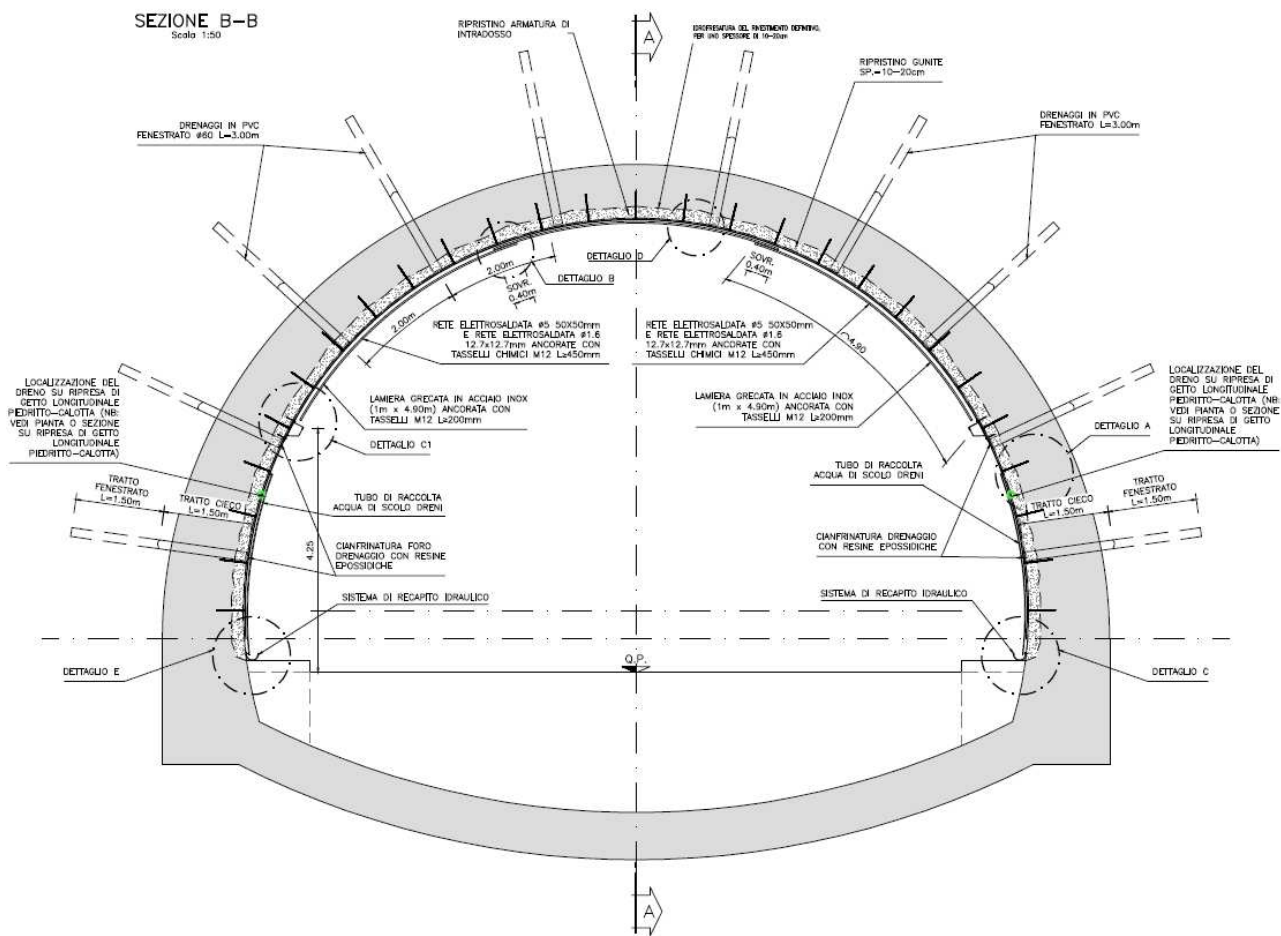 SEZIONE B-B
Scala 1:50
RIPRISTINO ARMATURA DI
INTRADOSSO
A
IDROFRESATURA DEL RIVESTIMENTO DEFINITIVO,
PER UNO SPESSORE DI 10-20cm
RIPRISTINO GUNITE
SP.=10-20cm
DRENAGGI IN PVC
FENESTRATO ø60 L=3.00m
DRENAGGI IN PVC
FENESTRATO L=3.00m
DETTAGLIO D
DETTAGLIO B
2.00m
SOVR.
0.40m
2.00m
SOVR.
0.40m
4.90
RETE ELETTROSALDATA ø5 50X50mm
E RETE ELETTROSALDATA ø1.6
12.7x12.7mm ANCORATE CON
TASSELLI CHIMICI M12 L≥450mm
RETE ELETTROSALDATA ø5 50X50mm
E RETE ELETTROSALDATA ø1.6
12.7x12.7mm ANCORATE CON
TASSELLI CHIMICI M12 L≥450mm
LOCALIZZAZIONE DEL
DRENO SU RIPRESA DI
GETTO LONGITUDINALE
PIEDRITTO-CALOTTA (NB:
VEDI PIANTA O SEZIONE
SU RIPRESA DI GETTO
LONGITUDINALE
PIEDRITTO-CALOTTA)
LAMIERA GRECATA IN ACCIAIO INOX
(1m x 4.90m) ANCORATA CON
TASSELLI M12 L≥200mm
LAMIERA GRECATA IN ACCIAIO INOX
(1m x 4.90m) ANCORATA CON
TASSELLI M12 L≥200mm
LOCALIZZAZIONE DEL
DRENO SU RIPRESA DI
GETTO LONGITUDINALE
PIEDRITTO-CALOTTA (NB:
VEDI PIANTA O SEZIONE
SU RIPRESA DI GETTO
LONGITUDINALE
PIEDRITTO-CALOTTA)
DETTAGLIO C1
DETTAGLIO A
TRATTO
FENESTRATO
L=1.50m
TRATTO CIECO
L=1.50m
TUBO DI RACCOLTA
ACQUA DI SCOLO DRENI
TUBO DI RACCOLTA
ACQUA DI SCOLO DRENI
TRATTO CIECO
L=1.50m
TRATTO
FENESTRATO
L=1.50m
4.25
CIANFRINATURA FORO
DRENAGGIO CON RESINE
EPOSSIDICHE
CIANFRINATURA DRENAGGIO
CON RESINE EPOSSIDICHE
SISTEMA DI RECAPITO IDRAULICO
SISTEMA DI RECAPITO IDRAULICO
Q.P.
DETTAGLIO E
DETTAGLIO C
A